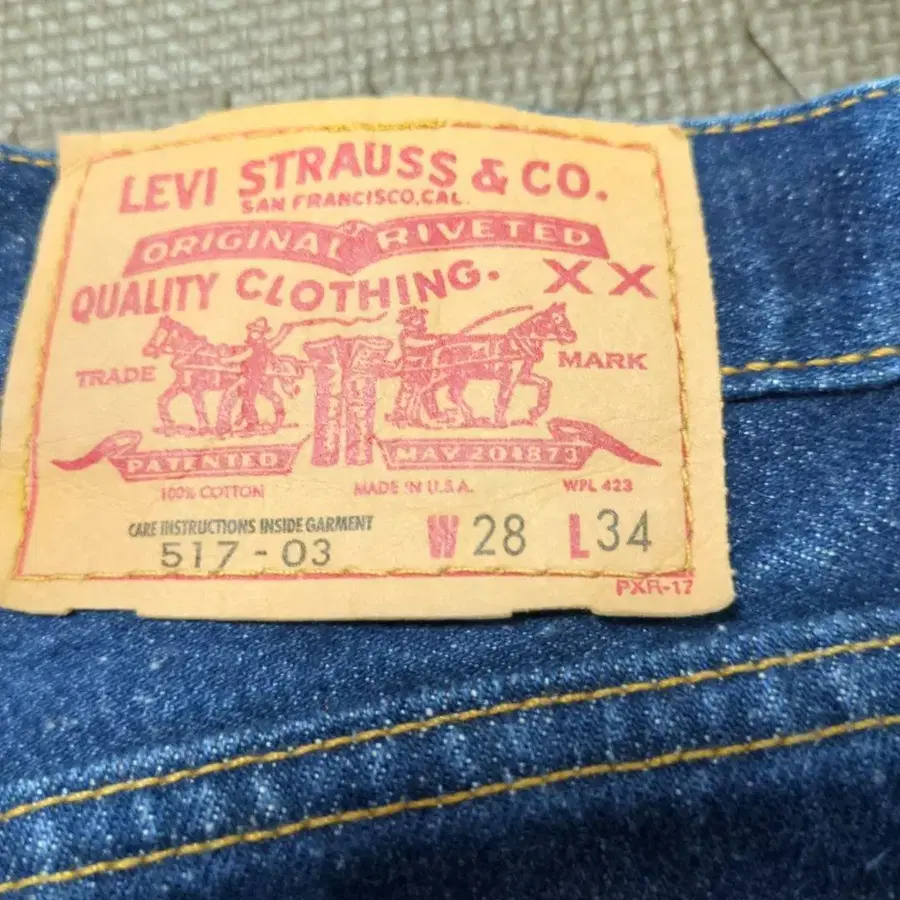 LEVI STRAUSS & CO.
SAN FRANCISCO, CAL.
ORIGINAL RIVETED
QUALITY CLOTHING. XX
TRADE MARK
PATENTED MAY 20 1873
100% COTTON MADE IN U.S.A. WPL 423
CARE INSTRUCTIONS INSIDE GARMENT
517-03 W 28 L 34
PXR-17